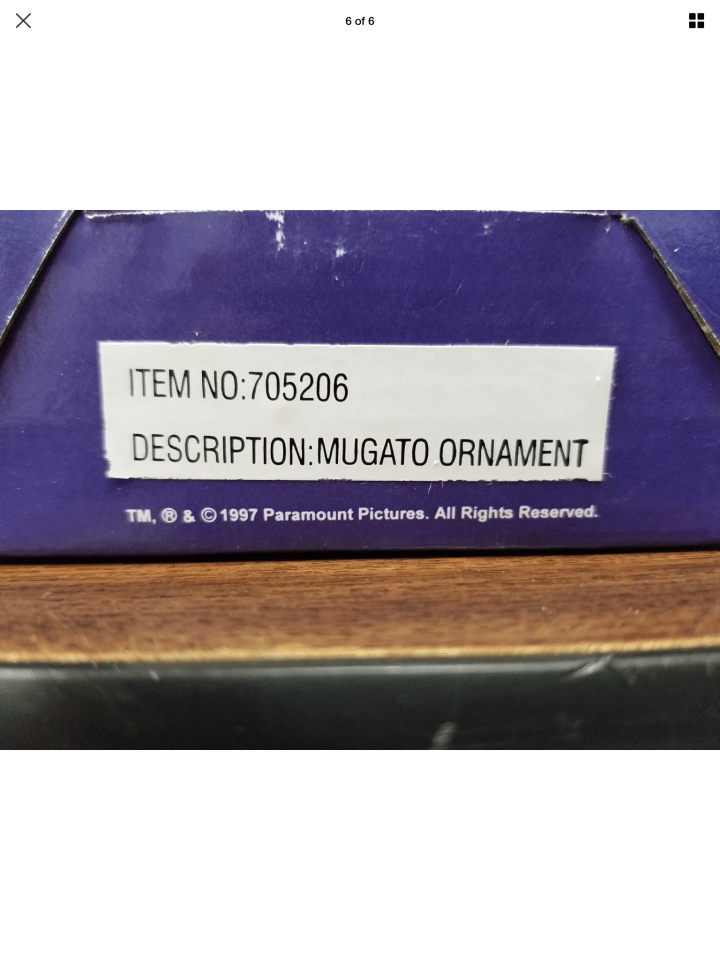 6 of 6
ITEM NO:705206
DESCRIPTION:MUGATO ORNAMENT
TM, ® & © 1997 Paramount Pictures. All Rights Reserved.